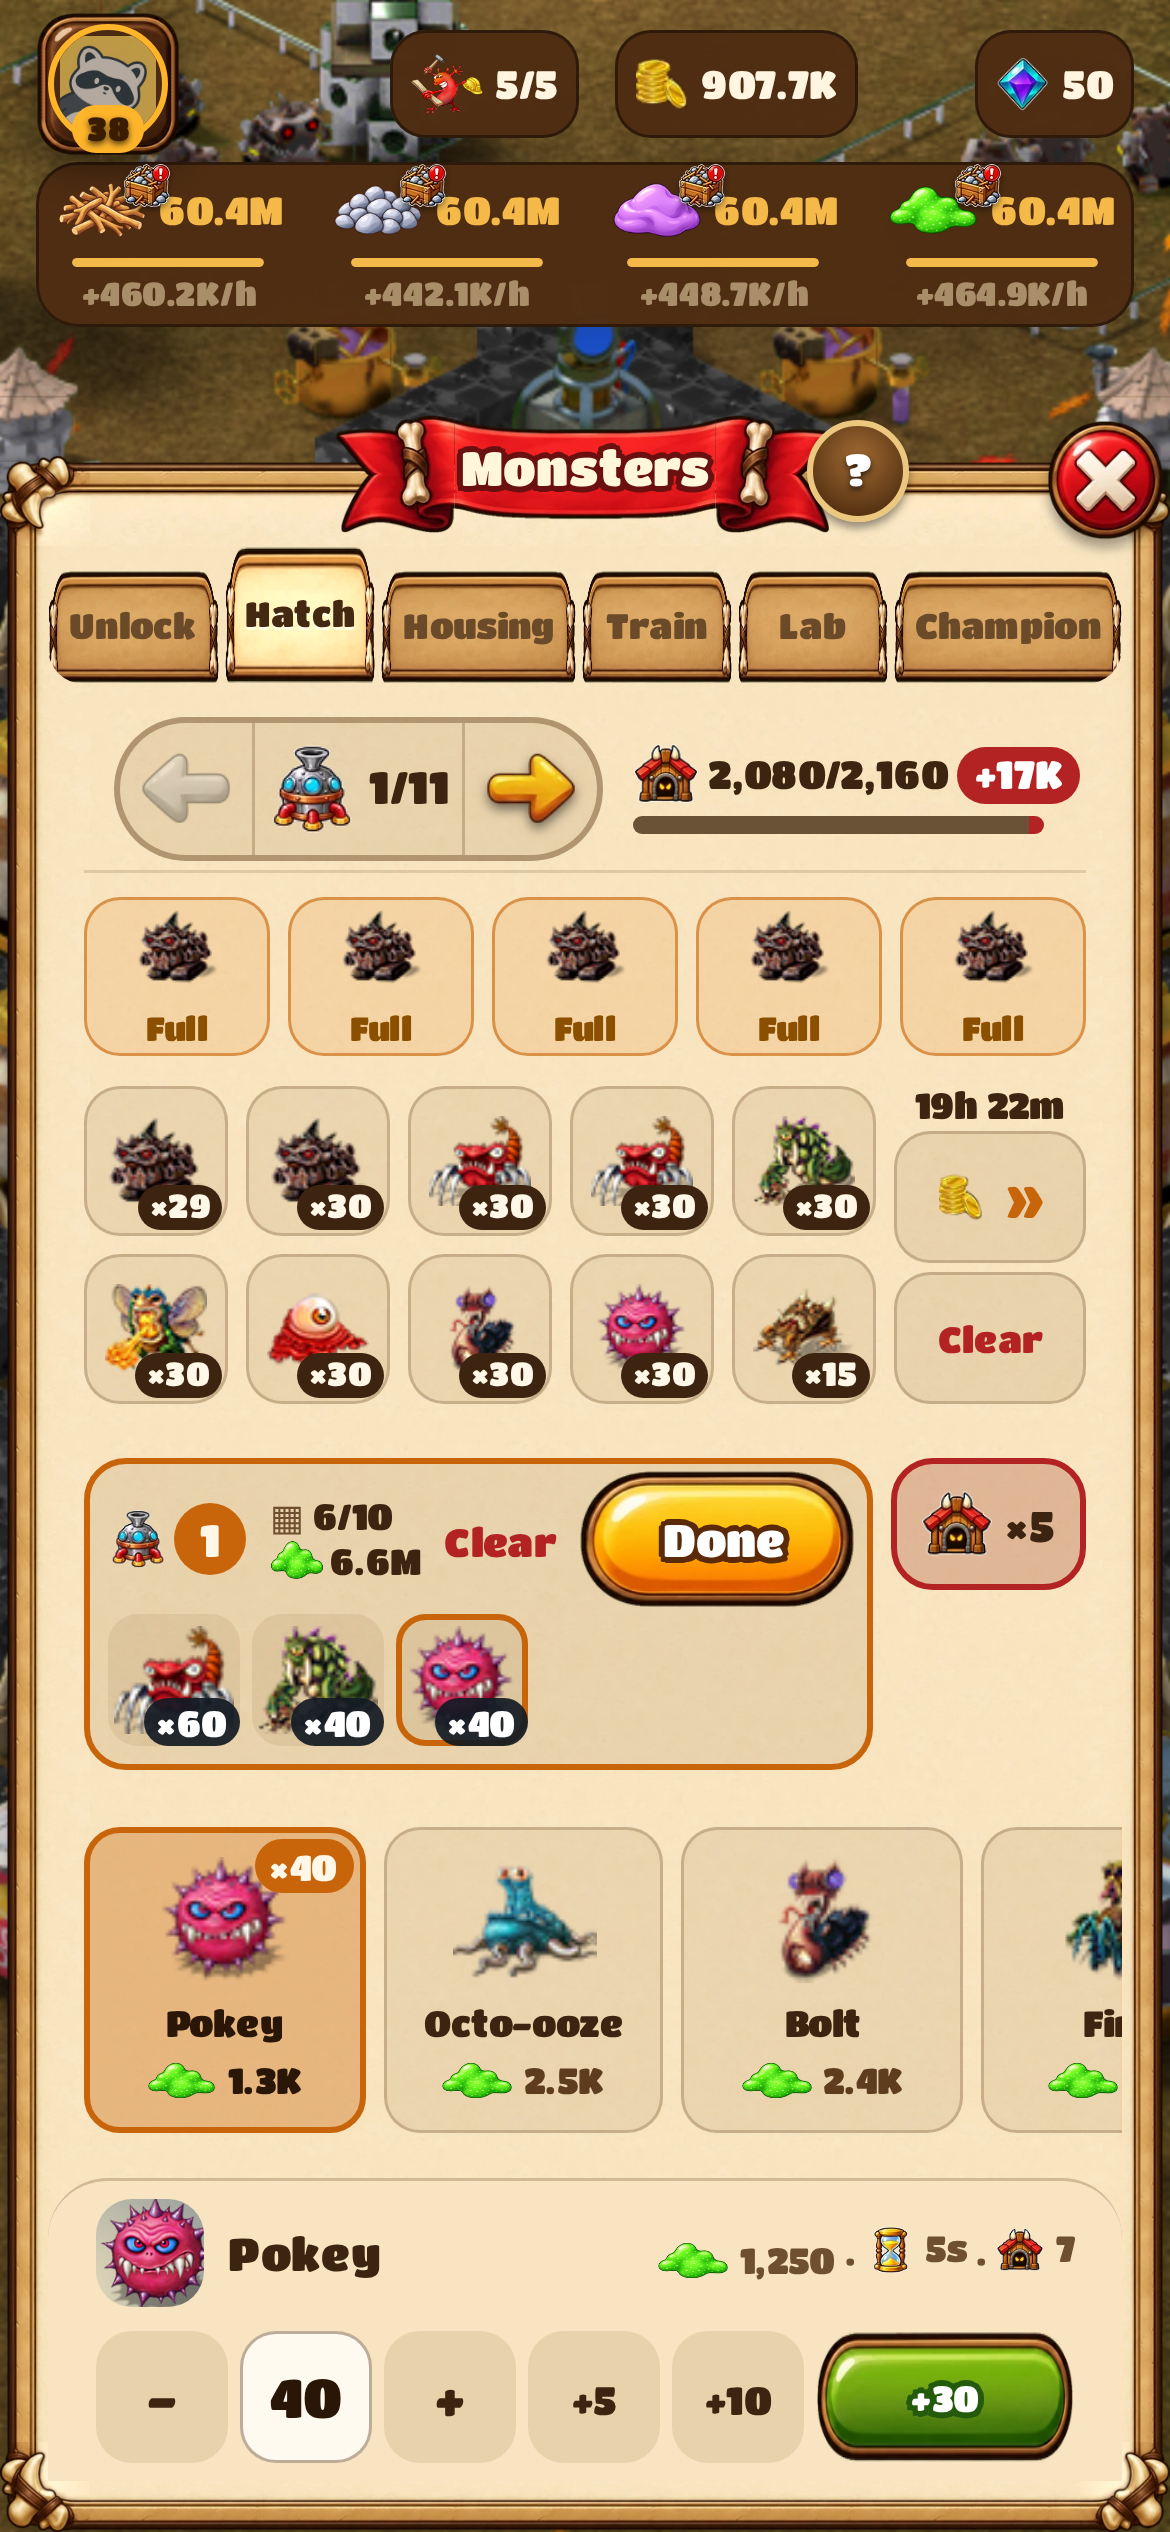 38
5/5
907.7K
50
60.4M
60.4M
60.4M
60.4M
+460.2K/h
+442.1K/h
+448.7K/h
+464.9K/h
Monsters
?
Unlock
Hatch
Housing
Train
Lab
Champion
1/11
2,080/2,160
+17K
Full
Full
Full
Full
Full
×29
×30
×30
×30
×30
19h 22m
×30
×30
×30
×30
×15
Clear
1
6/10
6.6M
Clear
Done
×5
×60
×40
×40
×40
Pokey
1.3K
Octo-ooze
2.5K
Bolt
2.4K
Fir
Pokey
1,250 · 5s · 7
-
40
+
+5
+10
+30